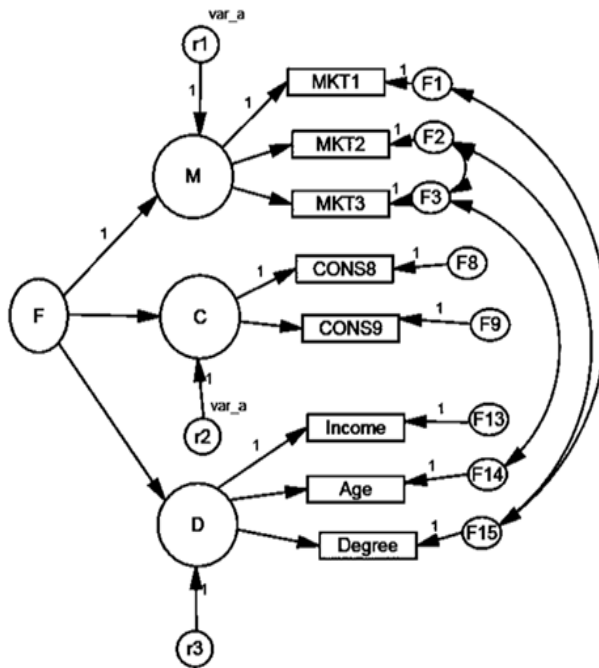 var_a
r1
1
1
MKT1
1
F1
MKT2
1
F2
M
MKT3
1
F3
1
F
1
CONS8
1
F8
C
CONS9
1
F9
1
var_a
r2
Income
1
F13
1
Age
1
F14
D
Degree
1
F15
1
r3